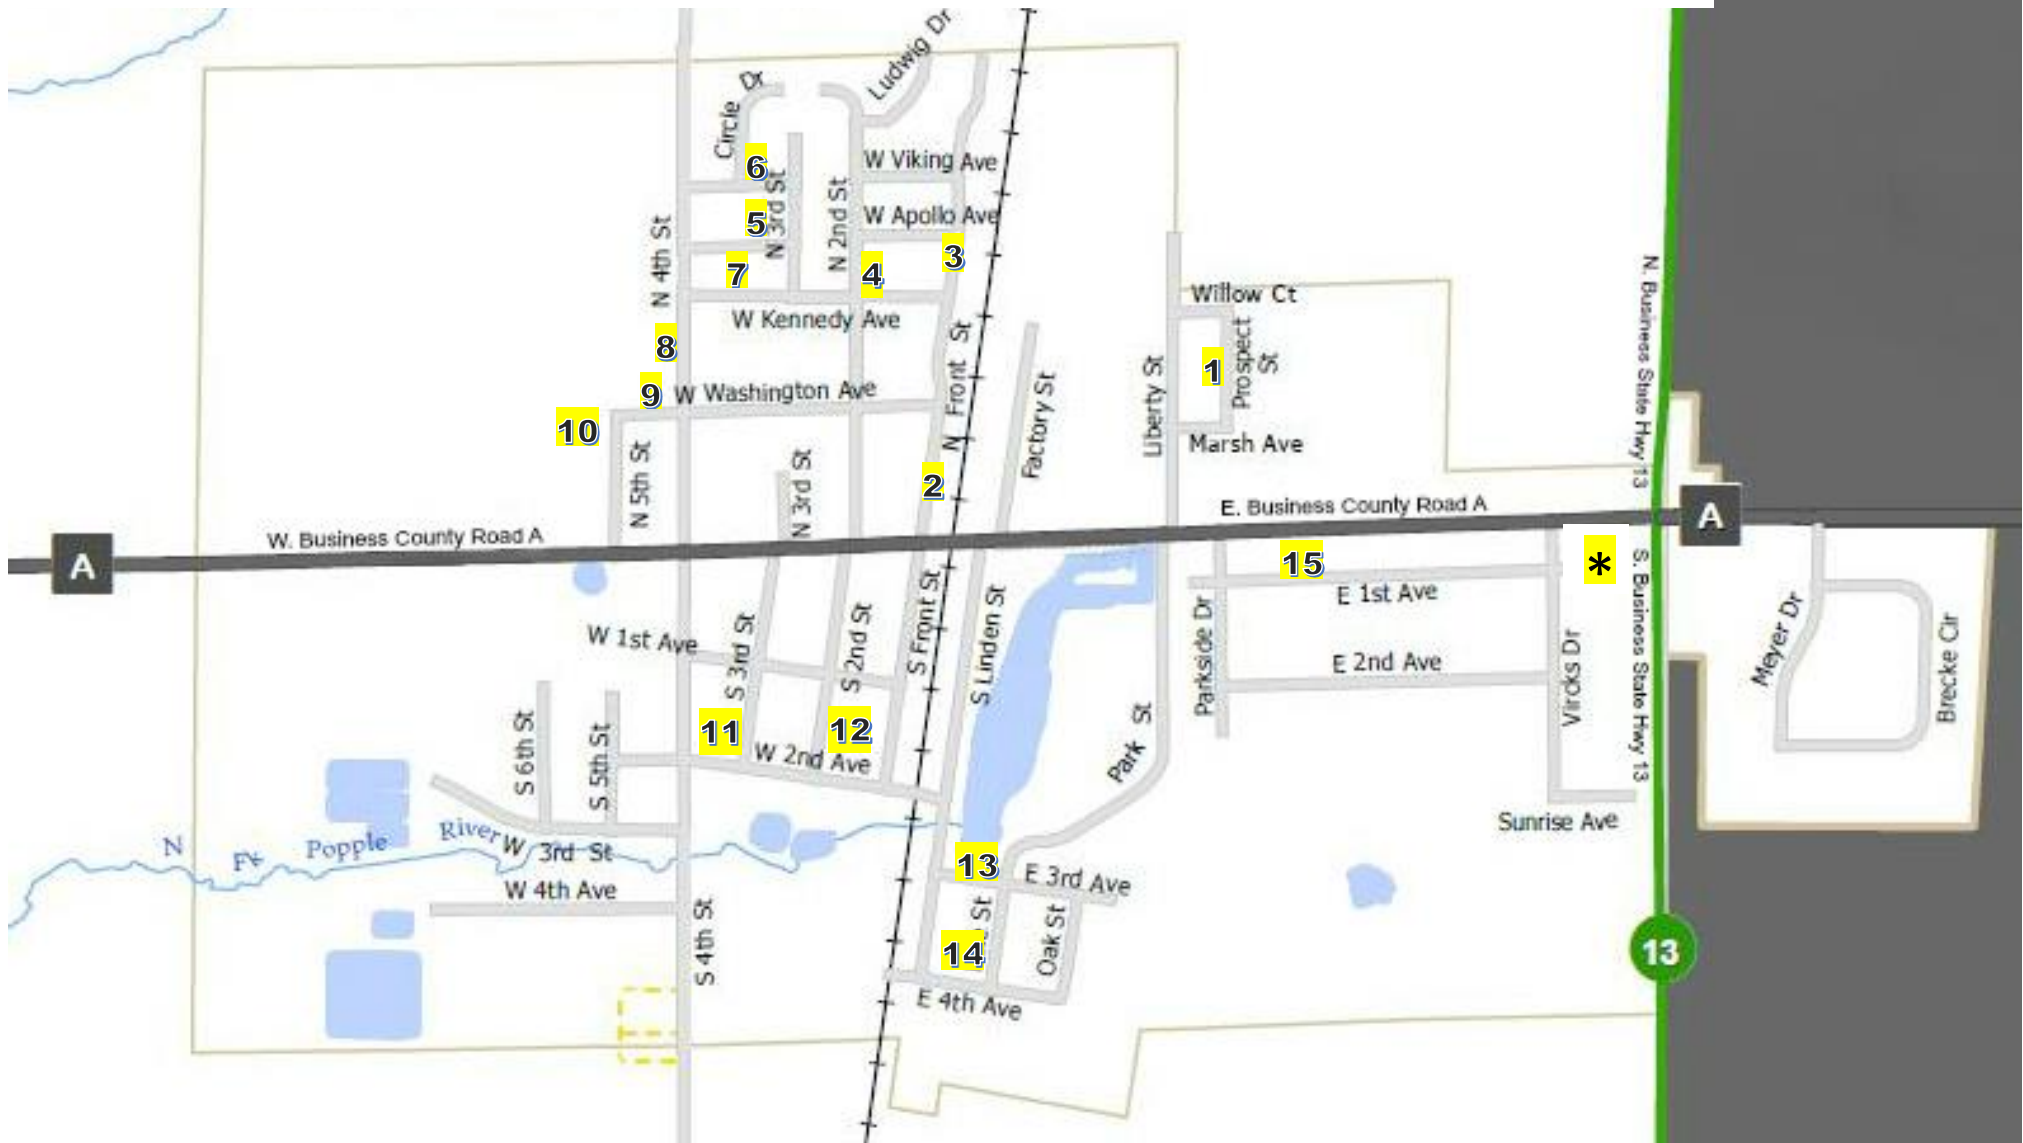 Circle Dr
Ludwig Dr
6
W Viking Ave
N 3rd St
N 2nd St
5
W Apollo Ave
N 4th St
7
4
3
W Kennedy Ave
8
N Front St
Factory St
Willow Ct
Liberty St
1
Prospect
St
Marsh Ave
N. Business State Hwy 13
9
W Washington Ave
10
N 5th St
N 3rd St
2
E. Business County Road A
W. Business County Road A
A
A
15
*
E 1st Ave
W 1st Ave
S 3rd St
S 2nd St
S Front St
S Linden St
Parkside Dr
E 2nd Ave
Vircks Dr
S. Business State Hwy 13
Meyer Dr
Brecke Cir
11
12
W 2nd Ave
S 6th St
S 5th St
Park St
Sunrise Ave
N Fk Popple River
W 3rd St
13
E 3rd Ave
W 4th Ave
S 4th St
St
14
Oak St
E 4th Ave
13